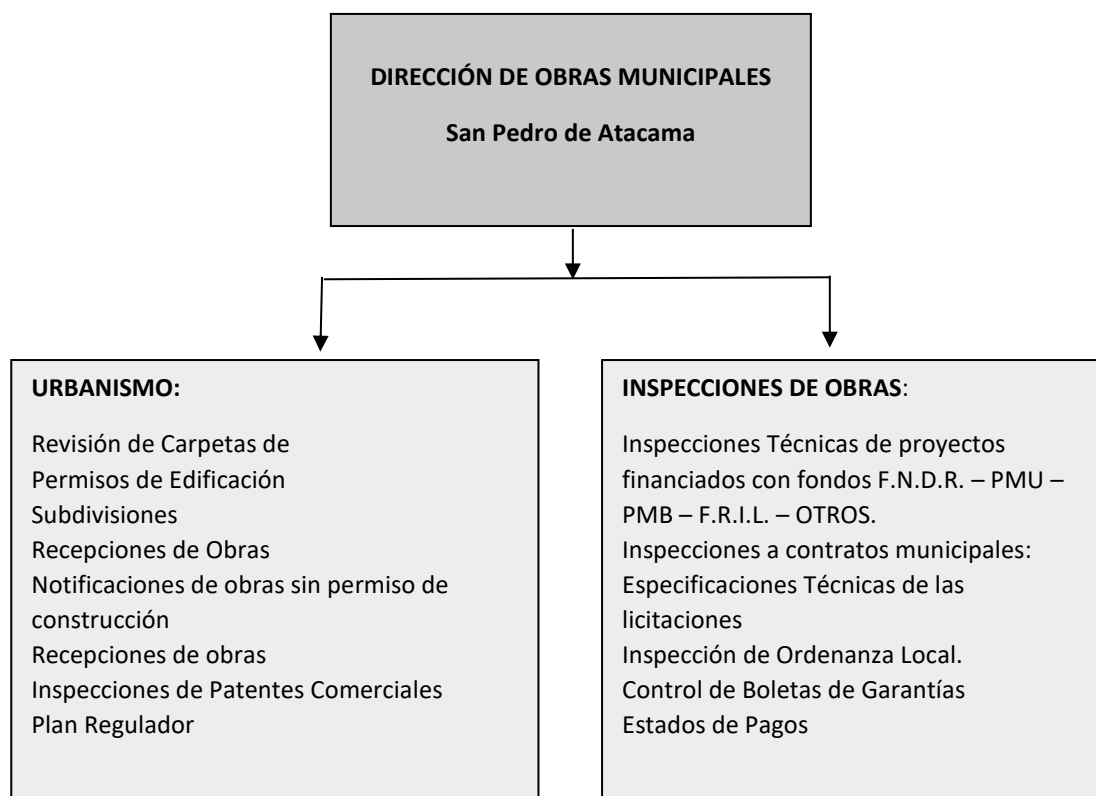 DIRECCIÓN DE OBRAS MUNICIPALES
San Pedro de Atacama
URBANISMO:
Revisión de Carpetas de
Permisos de Edificación
Subdivisiones
Recepciones de Obras
Notificaciones de obras sin permiso de
construcción
Recepciones de obras
Inspecciones de Patentes Comerciales
Plan Regulador
INSPECCIONES DE OBRAS:
Inspecciones Técnicas de proyectos
financiados con fondos F.N.D.R. – PMU –
PMB – F.R.I.L. – OTROS.
Inspecciones a contratos municipales:
Especificaciones Técnicas de las
licitaciones
Inspección de Ordenanza Local.
Control de Boletas de Garantías
Estados de Pagos